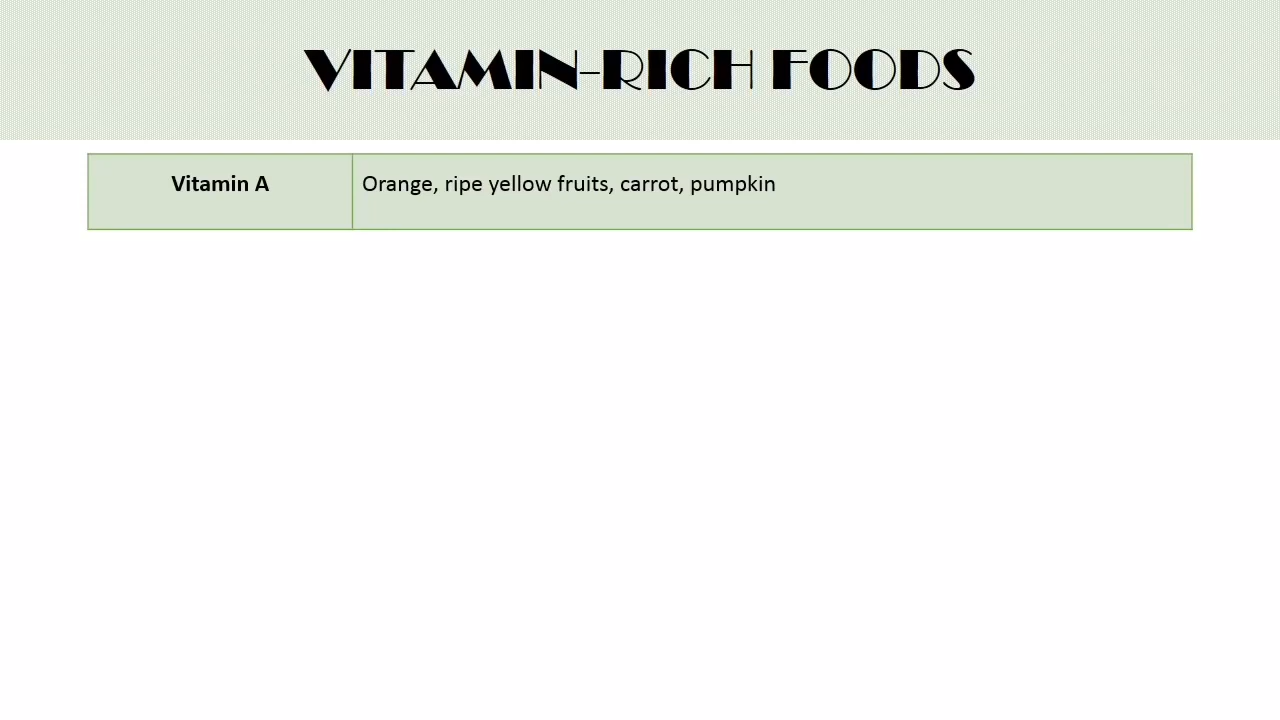 VITAMIN-RICH FOODS
Vitamin A
Orange, ripe yellow fruits, carrot, pumpkin